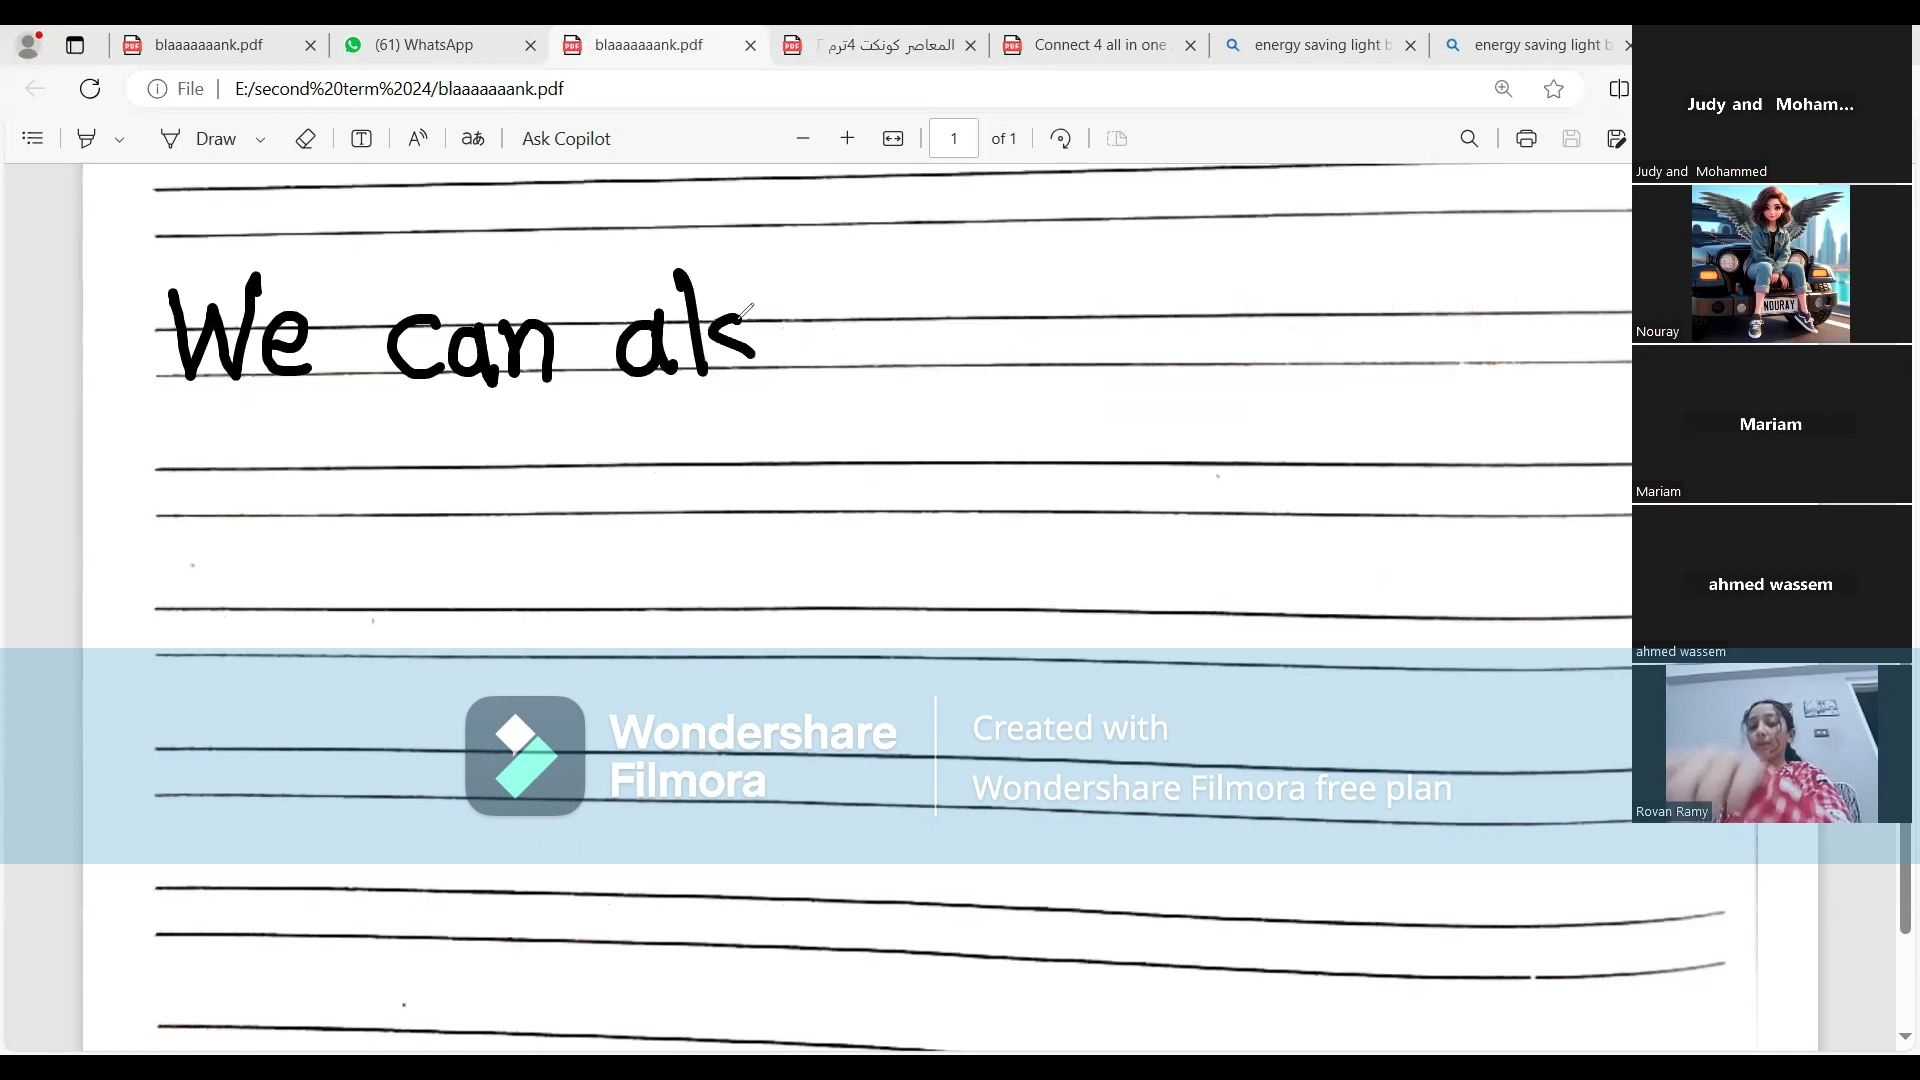 blaaaaaaank.pdf
(61) WhatsApp
blaaaaaaank.pdf
المعاصر كونكت 4ترم
Connect 4 all in one
energy saving light b
energy saving light b
File
E:/second%20term%2024/blaaaaaaank.pdf
Draw
aあ
Ask Copilot
1
of 1
We can als
Judy and Moham...
Judy and Mohammed
NOURAY
Nouray
Mariam
Mariam
ahmed wassem
ahmed wassem
Rovan Ramy
Wondershare
Filmora
Created with
Wondershare Filmora free plan